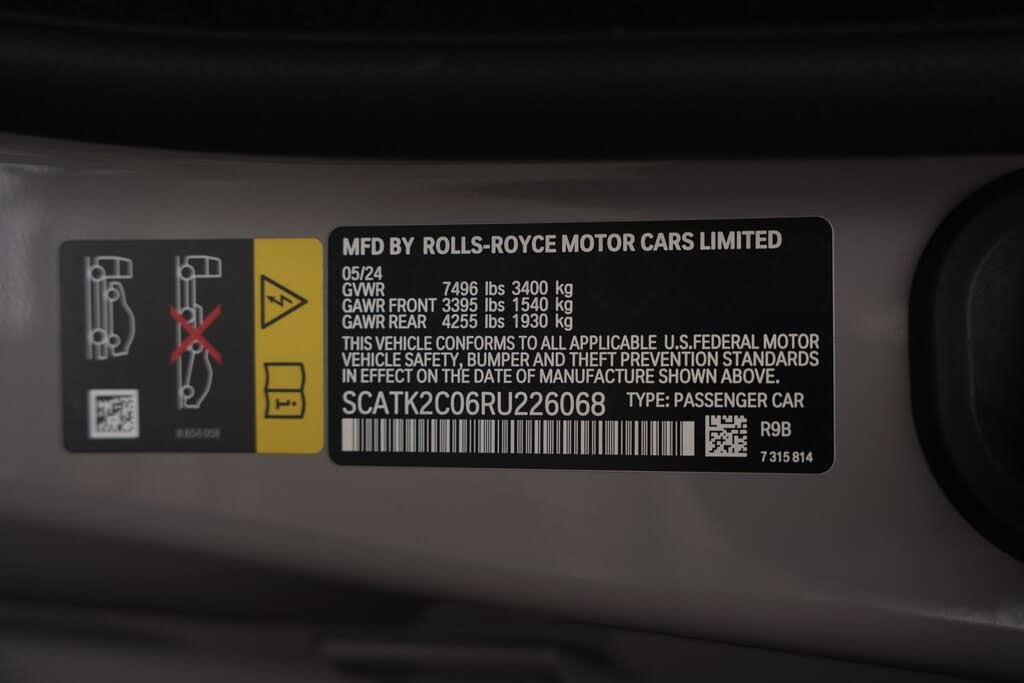 MFD BY ROLLS-ROYCE MOTOR CARS LIMITED
05/24
GVWR 7496 lbs 3400 kg
GAWR FRONT 3395 lbs 1540 kg
GAWR REAR 4255 lbs 1930 kg
THIS VEHICLE CONFORMS TO ALL APPLICABLE U.S.FEDERAL MOTOR
VEHICLE SAFETY, BUMPER AND THEFT PREVENTION STANDARDS
IN EFFECT ON THE DATE OF MANUFACTURE SHOWN ABOVE.
SCATK2C06RU226068 TYPE: PASSENGER CAR
R9B
7 315 814